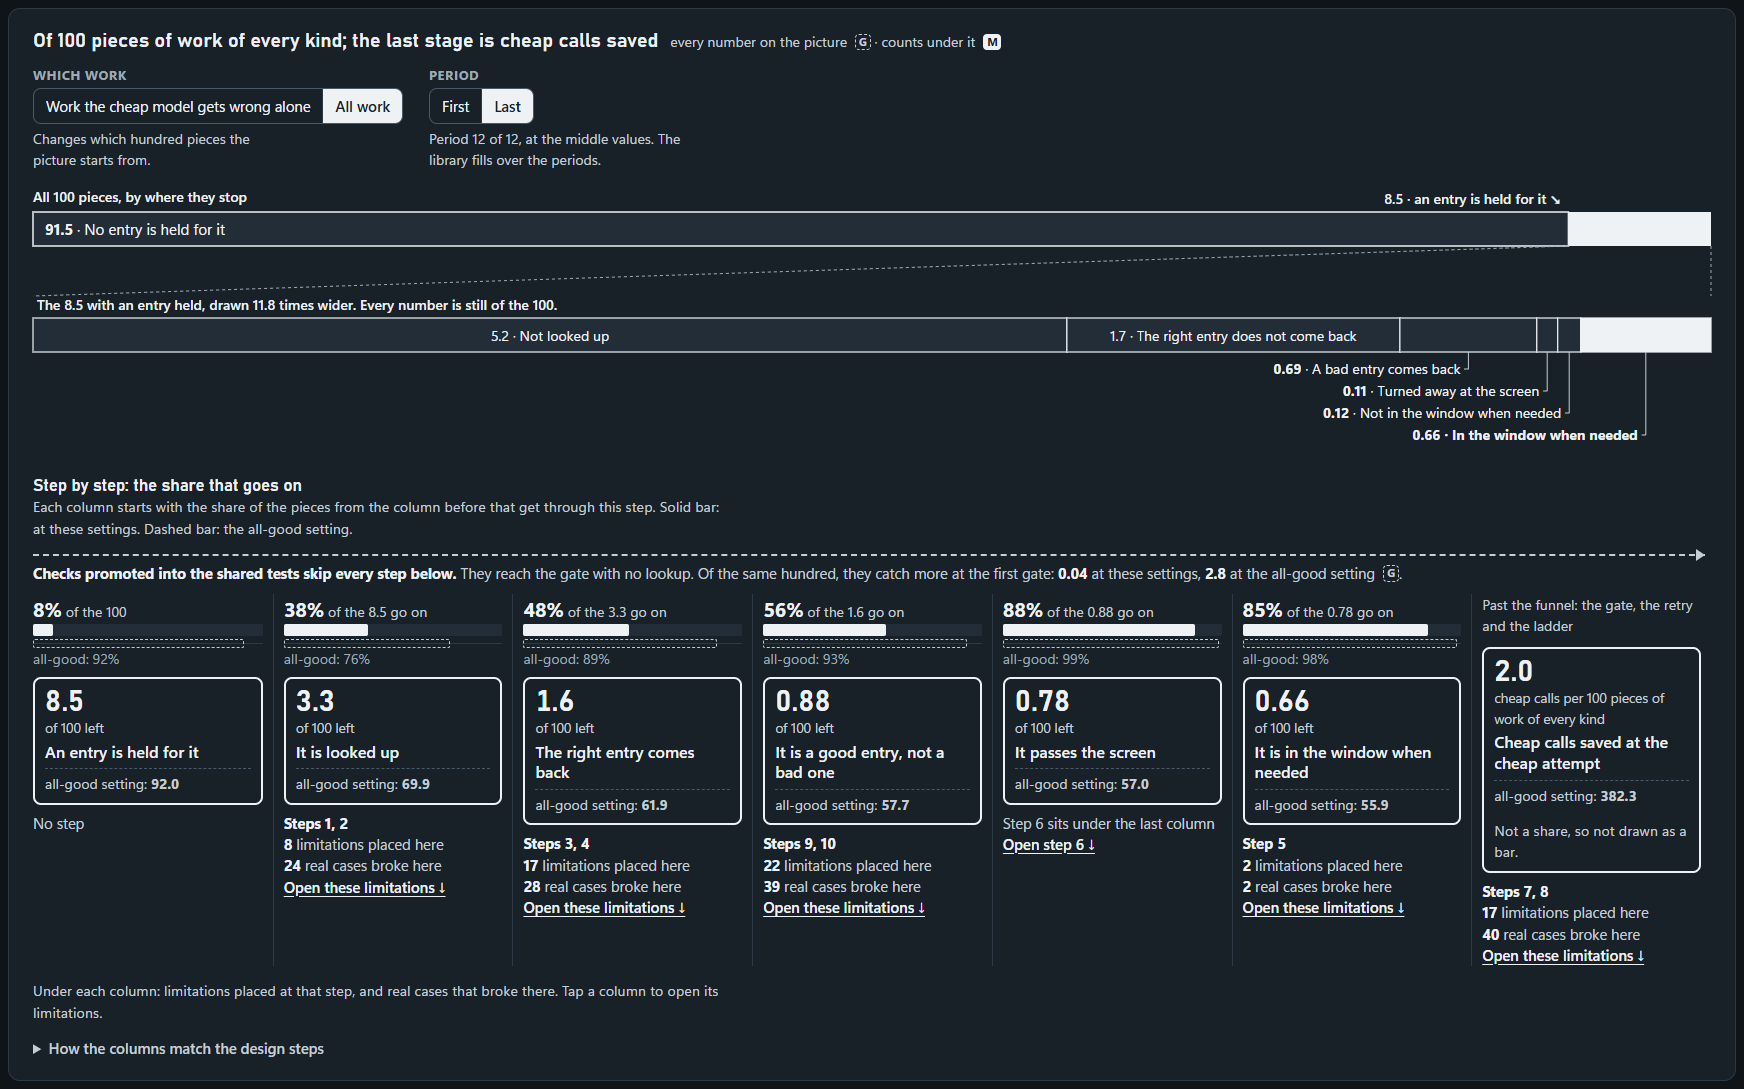 Of 100 pieces of work of every kind; the last stage is cheap calls saved every number on the picture G · counts under it M
WHICH WORK
Work the cheap model gets wrong alone All work
Changes which hundred pieces the
picture starts from.
PERIOD
First Last
Period 12 of 12, at the middle values. The
library fills over the periods.
All 100 pieces, by where they stop
8.5 · an entry is held for it ↘
91.5 · No entry is held for it
The 8.5 with an entry held, drawn 11.8 times wider. Every number is still of the 100.
5.2 · Not looked up
1.7 · The right entry does not come back
0.69 · A bad entry comes back
0.11 · Turned away at the screen
0.12 · Not in the window when needed
0.66 · In the window when needed
Step by step: the share that goes on
Each column starts with the share of the pieces from the column before that get through this step. Solid bar:
at these settings. Dashed bar: the all-good setting.
Checks promoted into the shared tests skip every step below. They reach the gate with no lookup. Of the same hundred, they catch more at the first gate: 0.04 at these settings, 2.8 at the all-good setting G.
8% of the 100
all-good: 92%
8.5
of 100 left
An entry is held for it
all-good setting: 92.0
No step
38% of the 8.5 go on
all-good: 76%
3.3
of 100 left
It is looked up
all-good setting: 69.9
Steps 1, 2
8 limitations placed here
24 real cases broke here
Open these limitations ↓
48% of the 3.3 go on
all-good: 89%
1.6
of 100 left
The right entry comes
back
all-good setting: 61.9
Steps 3, 4
17 limitations placed here
28 real cases broke here
Open these limitations ↓
56% of the 1.6 go on
all-good: 93%
0.88
of 100 left
It is a good entry, not a
bad one
all-good setting: 57.7
Steps 9, 10
22 limitations placed here
39 real cases broke here
Open these limitations ↓
88% of the 0.88 go on
all-good: 99%
0.78
of 100 left
It passes the screen
all-good setting: 57.0
Step 6 sits under the last column
Open step 6 ↓
85% of the 0.78 go on
all-good: 98%
0.66
of 100 left
It is in the window when
needed
all-good setting: 55.9
Step 5
2 limitations placed here
2 real cases broke here
Open these limitations ↓
Past the funnel: the gate, the retry
and the ladder
2.0
cheap calls per 100 pieces of
work of every kind
Cheap calls saved at the
cheap attempt
all-good setting: 382.3
Not a share, so not drawn as a
bar.
Steps 7, 8
17 limitations placed here
40 real cases broke here
Open these limitations ↓
Under each column: limitations placed at that step, and real cases that broke there. Tap a column to open its
limitations.
▶ How the columns match the design steps